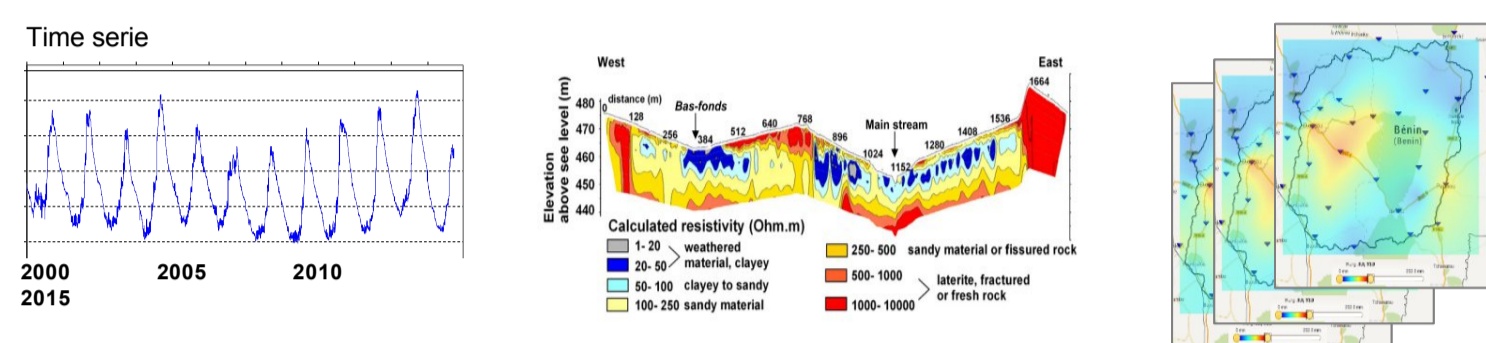 Time serie
2000 2005 2010
2015
West East
Elevation
above see level (m)
480
470
460
450
440
distance (m)
0 128 256 384 512 640 768 896 1024 1152 1280 1408 1536 1664
Bas-fonds
Main stream
Calculated resistivity (Ohm.m)
1- 20
20- 50
weathered
material, clayey
50- 100 clayey to sandy
100- 250 sandy material
250- 500 sandy material or fissured rock
500- 1000
1000- 10000
laterite, fractured
or fresh rock
Bénin
(Benin)